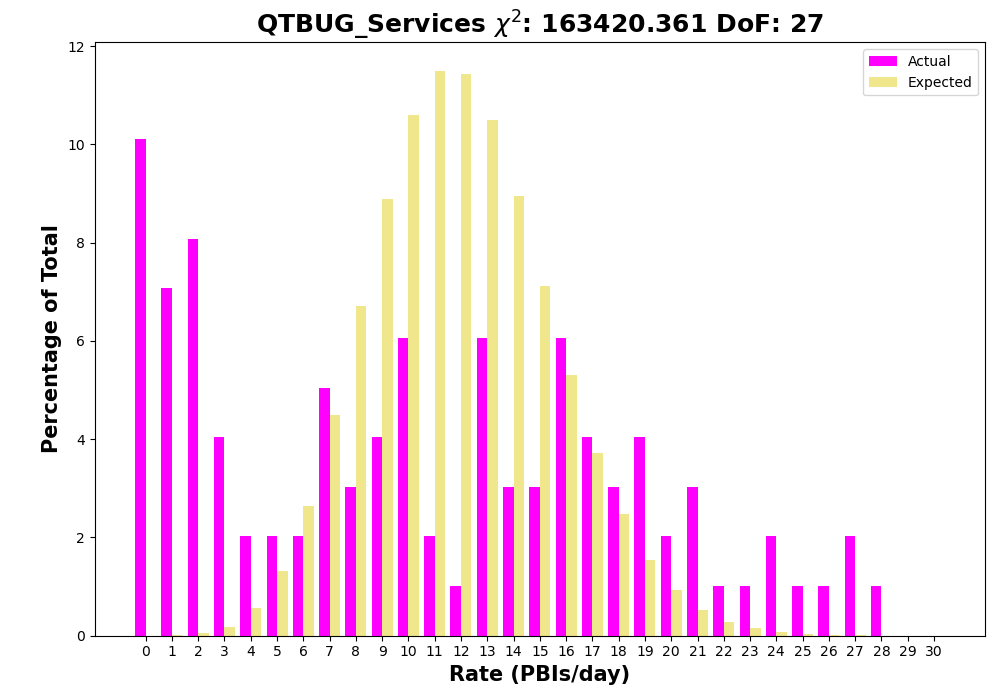 QTBUG_Services χ²: 163420.361 DoF: 27
Actual
Expected
Percentage of Total
12
10
8
6
4
2
0
0 1 2 3 4 5 6 7 8 9 10 11 12 13 14 15 16 17 18 19 20 21 22 23 24 25 26 27 28 29 30
Rate (PBIs/day)